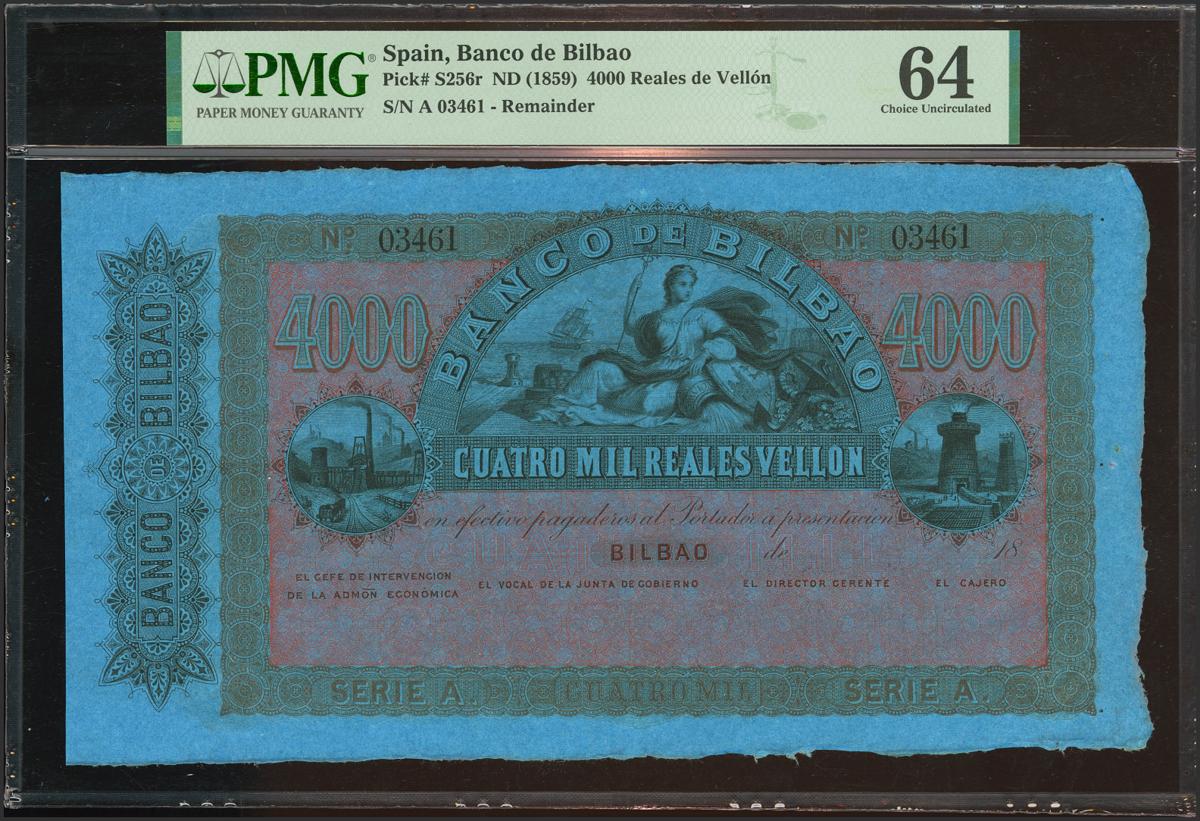 PMG®
PAPER MONEY GUARANTY
Spain, Banco de Bilbao
Pick# S256r ND (1859) 4000 Reales de Vellón
S/N A 03461 - Remainder
64
Choice Uncirculated
BANCO DE BILBAO
Nº 03461
Nº 03461
BANCO DE BILBAO
4000
4000
CUATRO MIL REALES VELLON
en efectivo pagaderos al Portador a presentacion
BILBAO de 18
EL GEFE DE INTERVENCION
DE LA ADMON ECONÓMICA
EL VOCAL DE LA JUNTA DE GOBIERNO
EL DIRECTOR GERENTE
EL CAJERO
SERIE A. CUATRO MIL SERIE A.